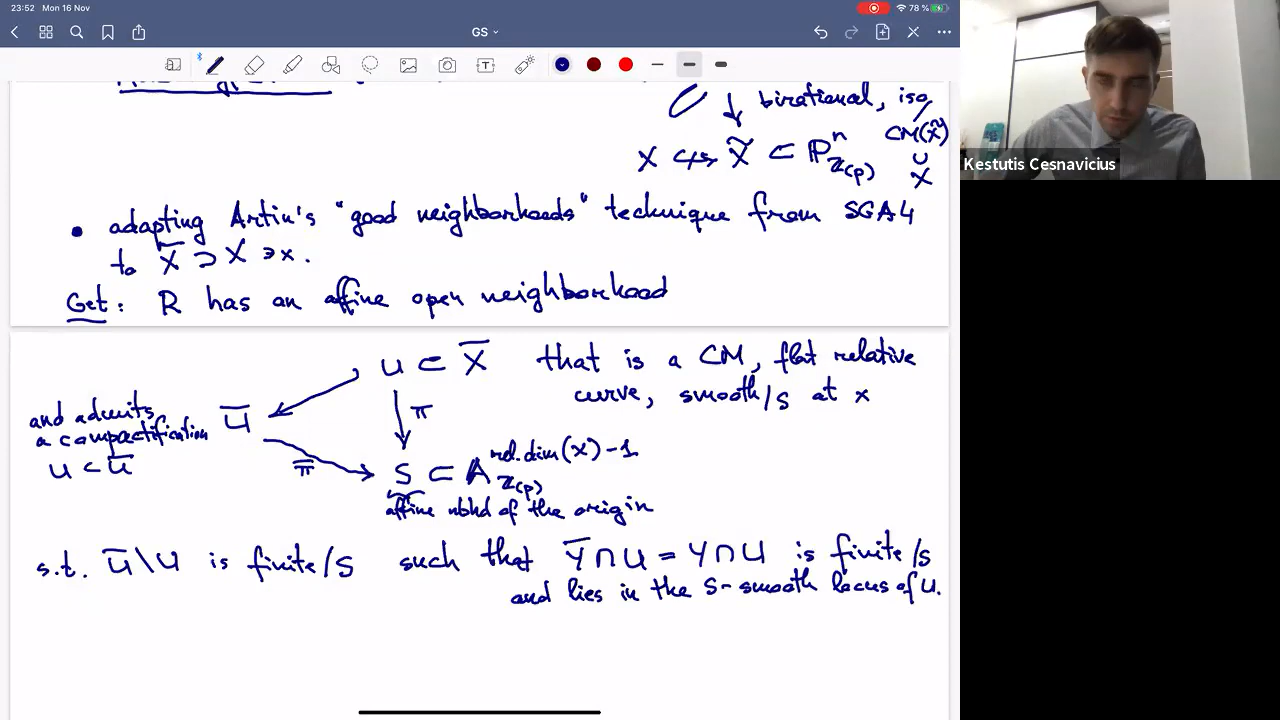 23:52 Mon 16 Nov
78 %
GS
birational, iso/
CM(X̃)
∪
X
X ↪ X̃ ⊂ ℙⁿ_ℤ(p)
• adapting Artin's "good neighborhoods" technique from SGA4
to X̅ ⊃ X ∋ x.
Get: R has an affine open neighborhood
U ⊂ X̅ that is a CM, flat relative
curve, smooth/S at x
and admits
a compactification
U ⊂ U̅
U̅
π
π̅
S ⊂ 𝔸^rel.dim(x)-1_ℤ(p)
affine nbhd of the origin
s.t. U̅\U is finite/S such that Y̅∩U = Y∩U is finite/S
and lies in the S-smooth locus of U.
Kestutis Cesnavicius